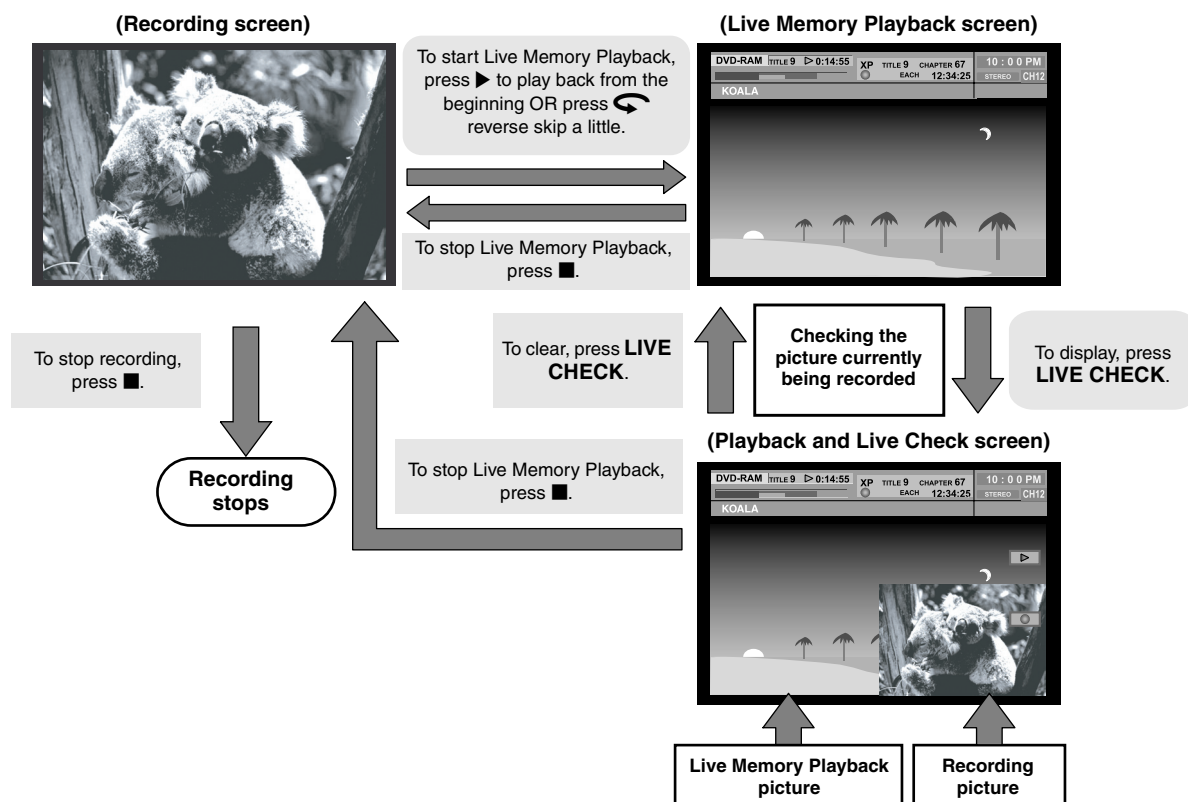 (Recording screen)
To start Live Memory Playback,
press ▶ to play back from the
beginning OR press
reverse skip a little.
(Live Memory Playback screen)
DVD-RAM TITLE 9 ▷ 0:14:55 XP TITLE 9 CHAPTER 67 10:00 PM
EACH 12:34:25 STEREO CH12
KOALA
To stop Live Memory Playback,
press ■.
To stop recording,
press ■.
Recording
stops
To clear, press LIVE
CHECK.
Checking the
picture currently
being recorded
To display, press
LIVE CHECK.
To stop Live Memory Playback,
press ■.
(Playback and Live Check screen)
DVD-RAM TITLE 9 ▷ 0:14:55 XP TITLE 9 CHAPTER 67 10:00 PM
EACH 12:34:25 STEREO CH12
KOALA
Live Memory Playback
picture
Recording
picture